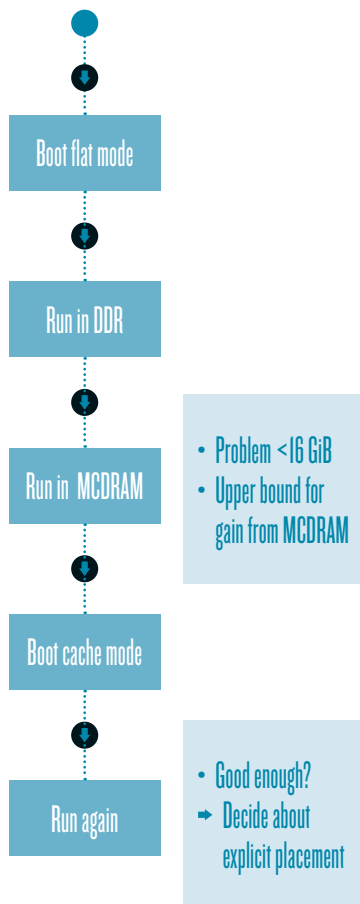 Boot flat mode
Run in DDR
Run in MCDRAM
• Problem <16 GiB
• Upper bound for
gain from MCDRAM
Boot cache mode
Run again
• Good enough?
➡ Decide about
explicit placement